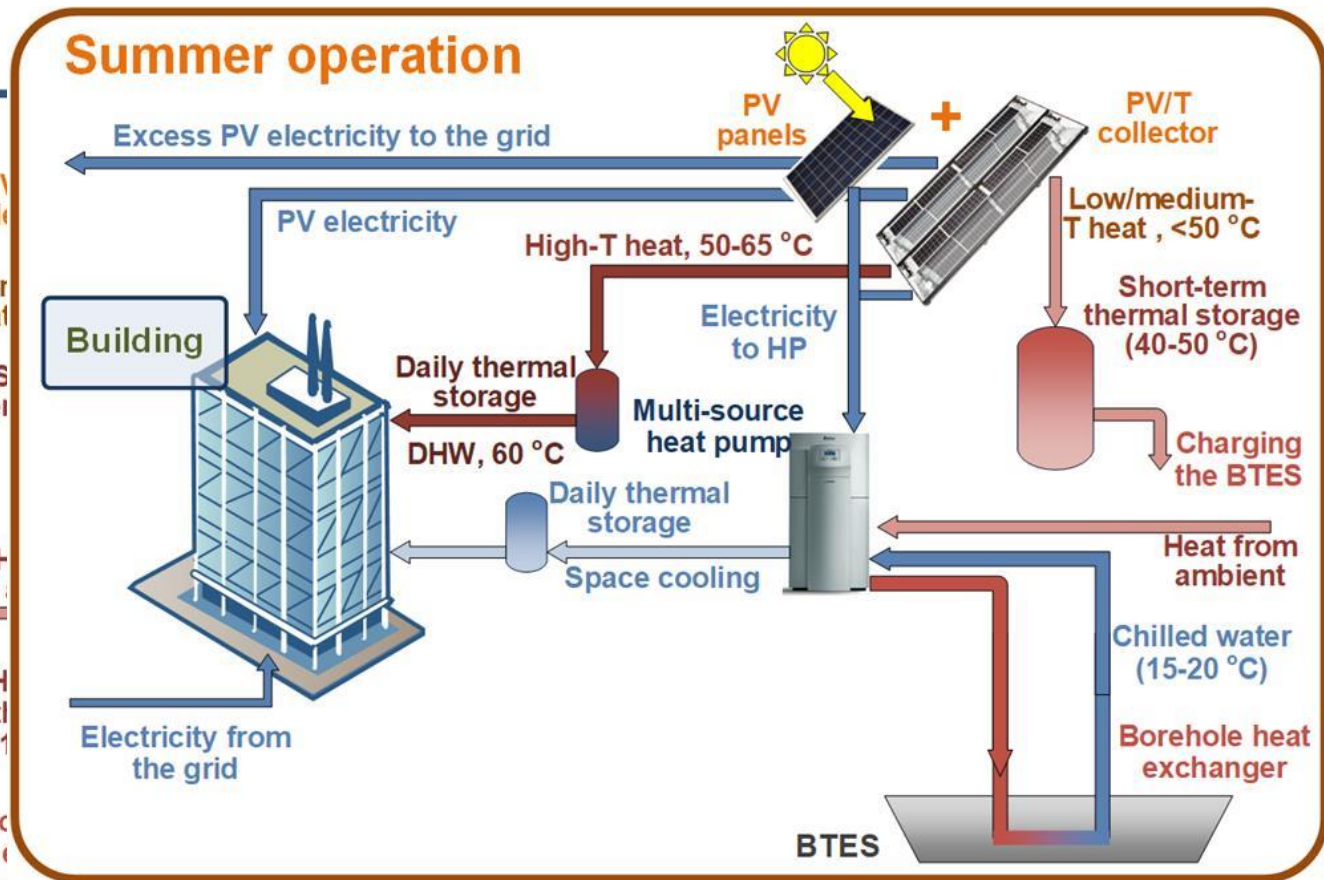 Summer operation
PV
panels
+
PV/T
collector
Excess PV electricity to the grid
PV electricity
Low/medium-
T heat , <50 °C
High-T heat, 50-65 °C
Short-term
thermal storage
(40-50 °C)
Electricity
to HP
Building
Daily thermal
storage
DHW, 60 °C
Multi-source
heat pump
Charging
the BTES
Daily thermal
storage
Space cooling
Heat from
ambient
Chilled water
(15-20 °C)
Electricity from
the grid
Borehole heat
exchanger
BTES